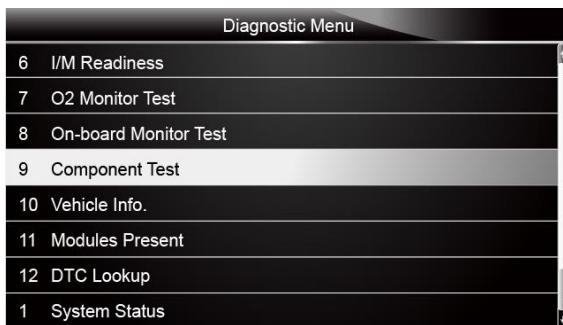 Diagnostic Menu
6 I/M Readiness
7 O2 Monitor Test
8 On-board Monitor Test
9 Component Test
10 Vehicle Info.
11 Modules Present
12 DTC Lookup
1 System Status